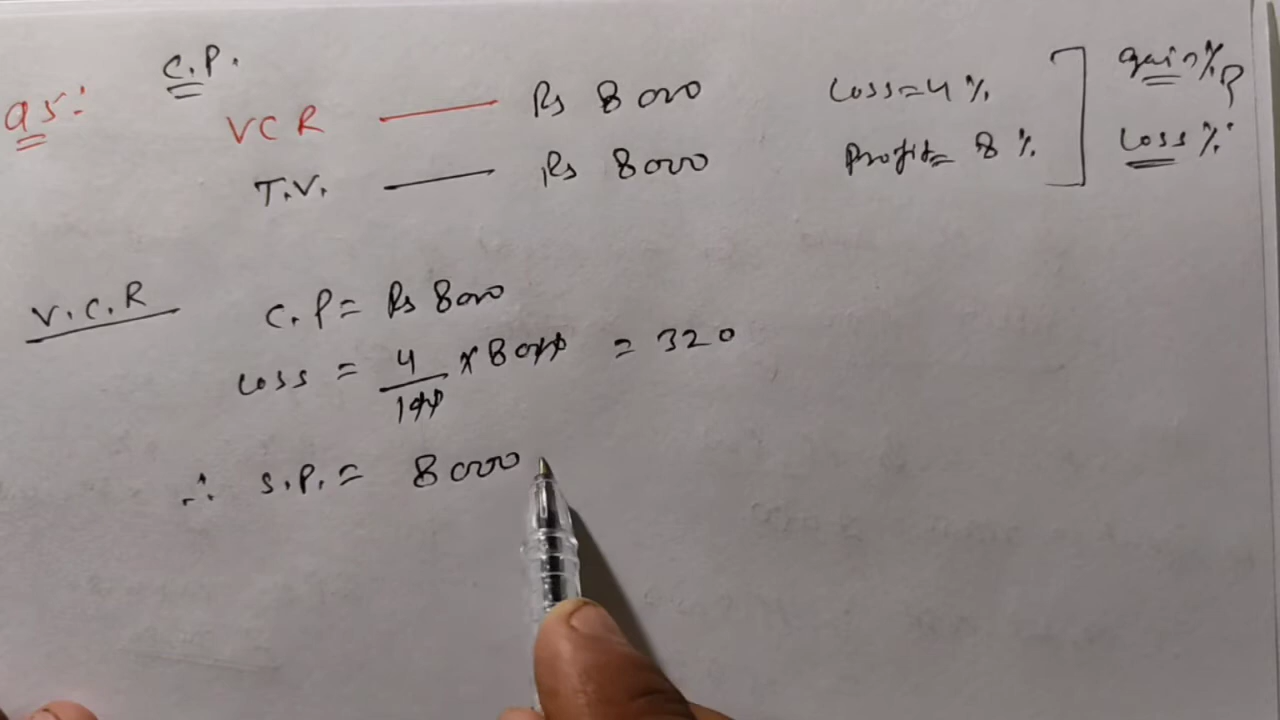 C.P.
Q5:
VCR — Rs 8000 Loss=4% gain%?
T.V. — Rs 8000 Profit= 8% Loss%
V.C.R C.P= Rs 8000
Loss = 4/100 × 8000 = 320
∴ S.P. = 8000